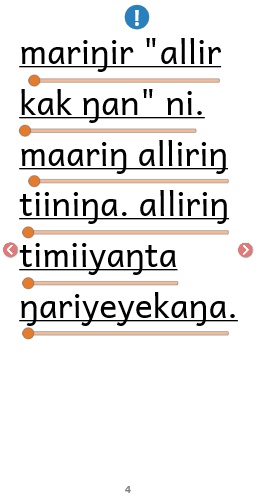 !
mariŋir "allir
kak ŋan" ni.
maariŋ alliriŋ
tiiniŋa. alliriŋ
timiiyaŋta
ŋariyeyekaŋa.
4